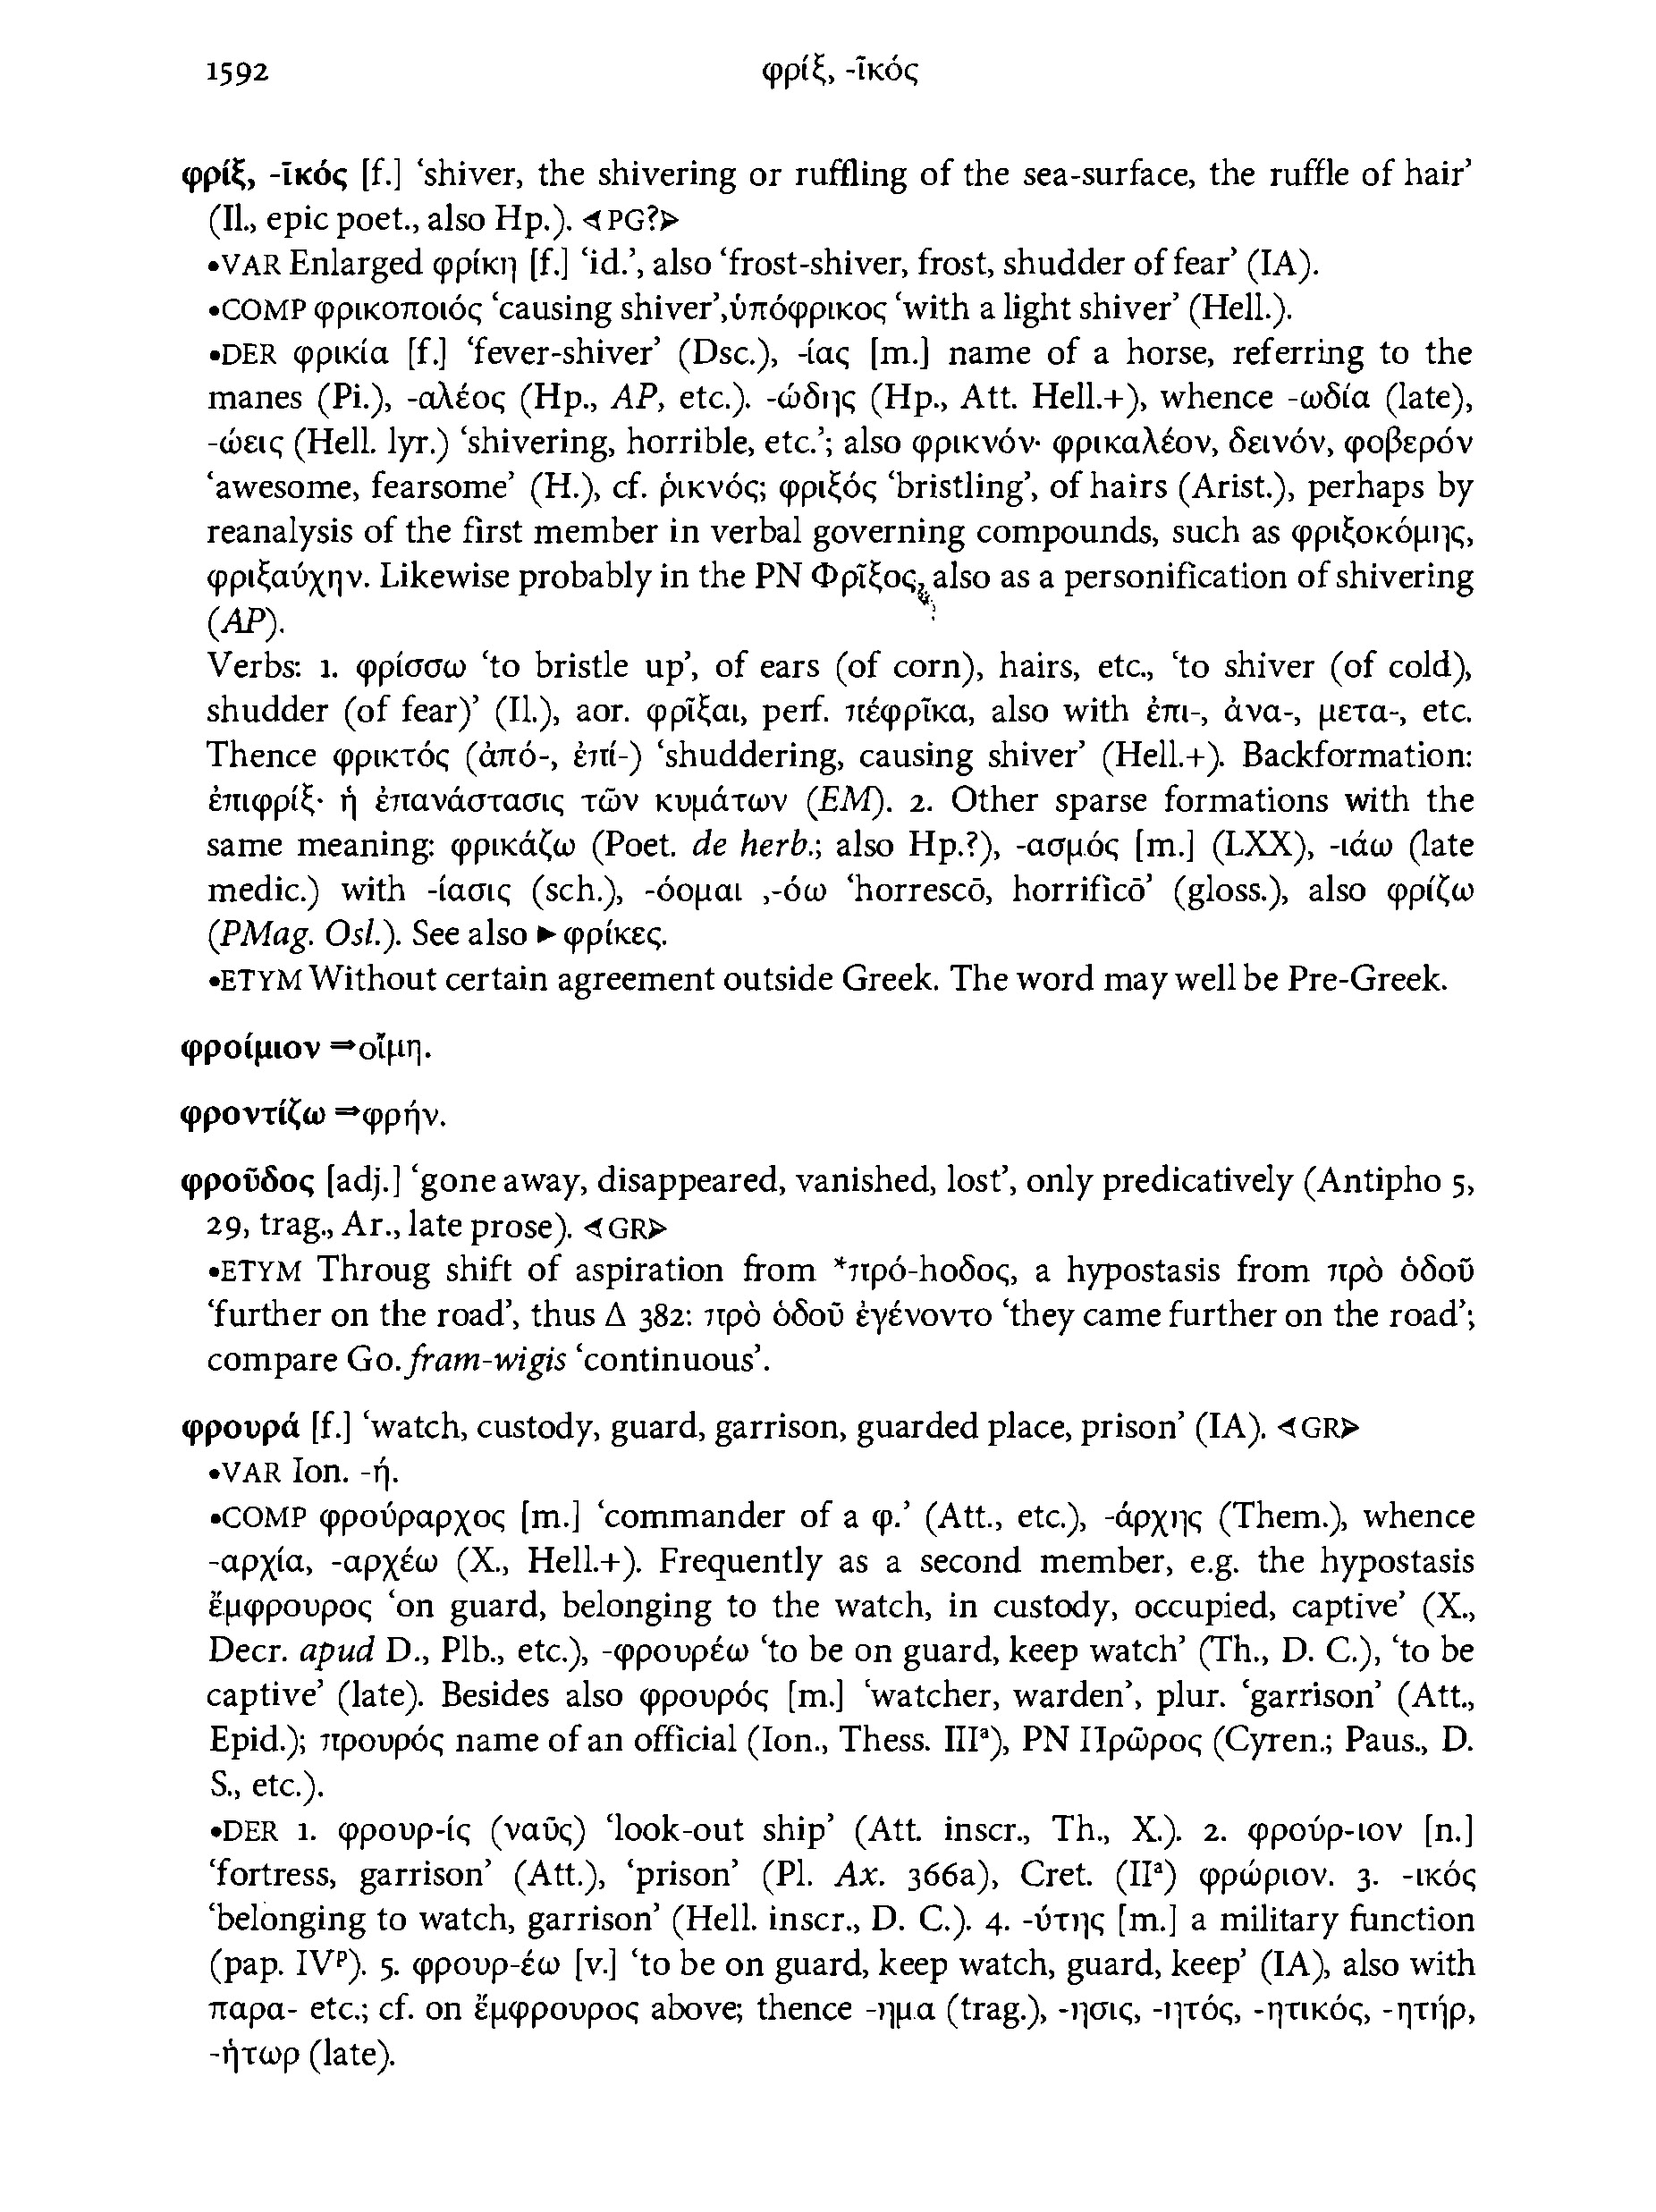 1592 φρίξ, -ῑκός
φρίξ, -ῑκός [f.] ‘shiver, the shivering or ruffling of the sea-surface, the ruffle of hair’
(Il., epic poet., also Hp.). ⊲PG?⊳
•VAR Enlarged φρίκη [f.] ‘id.’, also ‘frost-shiver, frost, shudder of fear’ (IA).
•COMP φρικοποιός ‘causing shiver’,ὑπόφρικος ‘with a light shiver’ (Hell.).
•DER φρικία [f.] ‘fever-shiver’ (Dsc.), -ίας [m.] name of a horse, referring to the
manes (Pi.), -αλέος (Hp., AP, etc.). -ώδης (Hp., Att. Hell.+), whence -ωδία (late),
-ώεις (Hell. lyr.) ‘shivering, horrible, etc.’; also φρικνόν· φρικαλέον, δεινόν, φοβερόν
‘awesome, fearsome’ (H.), cf. ῥικνός; φριξός ‘bristling’, of hairs (Arist.), perhaps by
reanalysis of the first member in verbal governing compounds, such as φριξοκόμης,
φριξαύχην. Likewise probably in the PN Φρῖξος, also as a personification of shivering
(AP).
Verbs: 1. φρίσσω ‘to bristle up’, of ears (of corn), hairs, etc., ‘to shiver (of cold),
shudder (of fear)’ (Il.), aor. φρῖξαι, perf. πέφρῑκα, also with ἐπι-, ἀνα-, μετα-, etc.
Thence φρικτός (ἀπό-, ἐπί-) ‘shuddering, causing shiver’ (Hell.+). Backformation:
ἐπιφρίξ· ἡ ἐπανάστασις τῶν κυμάτων (EM). 2. Other sparse formations with the
same meaning: φρικάζω (Poet. de herb.; also Hp.?), -ασμός [m.] (LXX), -ιάω (late
medic.) with -ίασις (sch.), -όομαι ,-όω ‘horrescō, horrificō’ (gloss.), also φρίζω
(PMag. Osl.). See also ►φρίκες.
•ETYM Without certain agreement outside Greek. The word may well be Pre-Greek.
φροίμιον ⇒οἴμη.
φροντίζω ⇒φρήν.
φροῦδος [adj.] ‘gone away, disappeared, vanished, lost’, only predicatively (Antipho 5,
29, trag., Ar., late prose). ⊲GR⊳
•ETYM Throug shift of aspiration from *πρό-hοδος, a hypostasis from πρὸ ὁδοῦ
‘further on the road’, thus Δ 382: πρὸ ὁδοῦ ἐγένοντο ‘they came further on the road’;
compare Go. fram-wigis ‘continuous’.
φρουρά [f.] ‘watch, custody, guard, garrison, guarded place, prison’ (IA). ⊲GR⊳
•VAR Ion. -ή.
•COMP φρούραρχος [m.] ‘commander of a φ.’ (Att., etc.), -άρχης (Them.), whence
-αρχία, -αρχέω (X., Hell.+). Frequently as a second member, e.g. the hypostasis
ἔμφρουρος ‘on guard, belonging to the watch, in custody, occupied, captive’ (X.,
Decr. apud D., Plb., etc.), -φρουρέω ‘to be on guard, keep watch’ (Th., D. C.), ‘to be
captive’ (late). Besides also φρουρός [m.] ‘watcher, warden’, plur. ‘garrison’ (Att.,
Epid.); προυρός name of an official (Ion., Thess. IIIᵃ), PN Πρῶρος (Cyren.; Paus., D.
S., etc.).
•DER 1. φρουρ-ίς (ναῦς) ‘look-out ship’ (Att. inscr., Th., X.). 2. φρούρ-ιον [n.]
‘fortress, garrison’ (Att.), ‘prison’ (Pl. Ax. 366a), Cret. (IIᵃ) φρώριον. 3. -ικός
‘belonging to watch, garrison’ (Hell. inscr., D. C.). 4. -ύτης [m.] a military function
(pap. IVᵖ). 5. φρουρ-έω [v.] ‘to be on guard, keep watch, guard, keep’ (IA), also with
παρα- etc.; cf. on ἔμφρουρος above; thence -ημα (trag.), -ησις, -ητός, -ητικός, -ητήρ,
-ήτωρ (late).